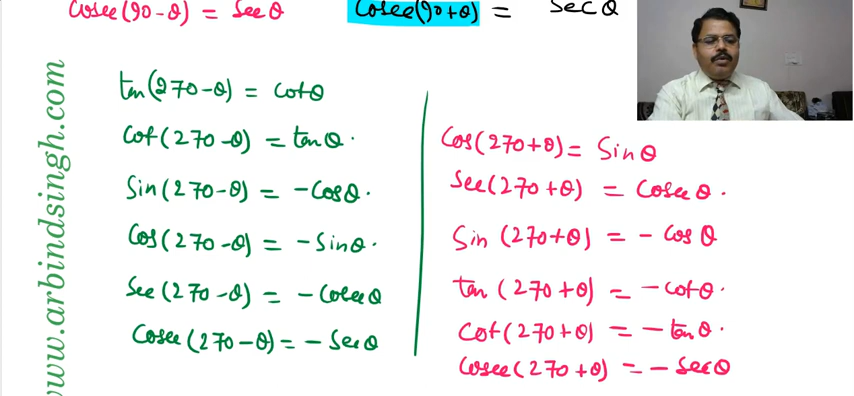 cosec(90-θ) = secθ
cosec(90+θ) = secθ
www.arbindsingh.com
tan(270-θ) = cotθ
cot(270-θ) = tanθ.
sin(270-θ) = -cosθ.
cos(270-θ) = -sinθ.
sec(270-θ) = -cosecθ
cosec(270-θ) = -secθ
cos(270+θ) = sinθ
sec(270+θ) = cosecθ.
sin(270+θ) = -cosθ
tan(270+θ) = -cotθ.
cot(270+θ) = -tanθ.
cosec(270+θ) = -secθ